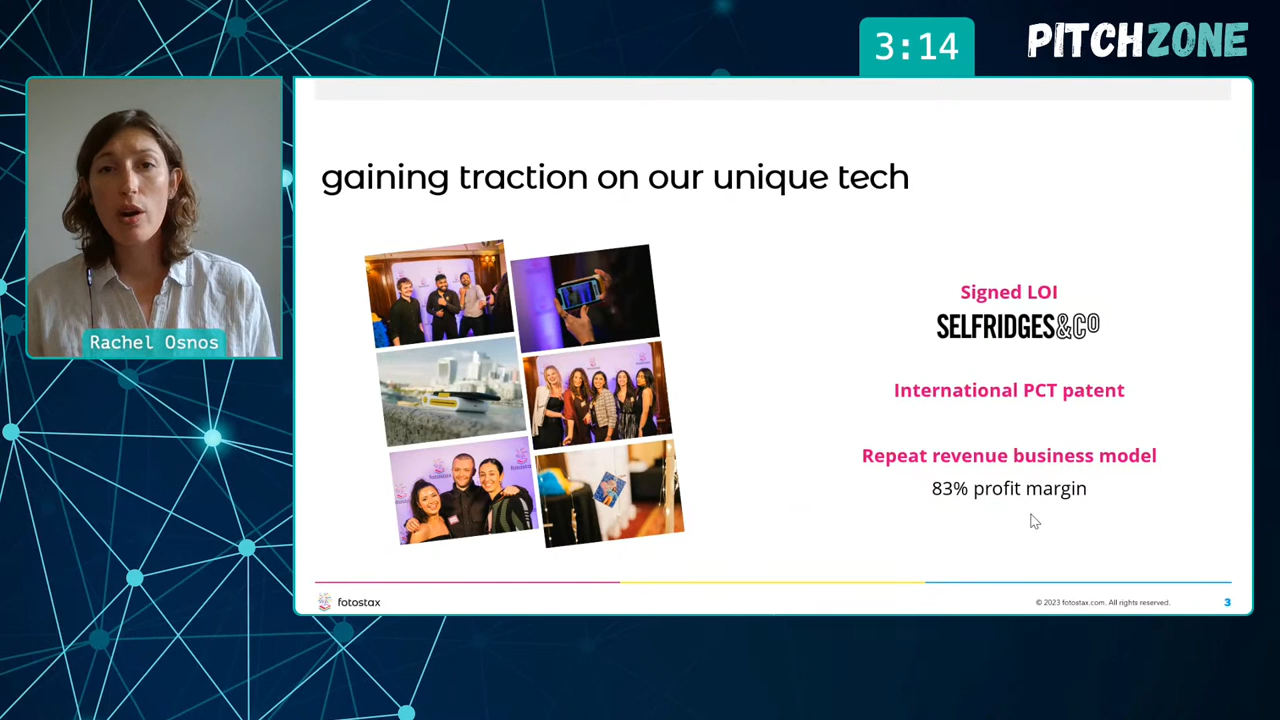 3:14
PITCHZONE
Rachel Osnos
gaining traction on our unique tech
Signed LOI
SELFRIDGES&CO
International PCT patent
Repeat revenue business model
83% profit margin
fotostax
© 2023 fotostax.com. All rights reserved.
3